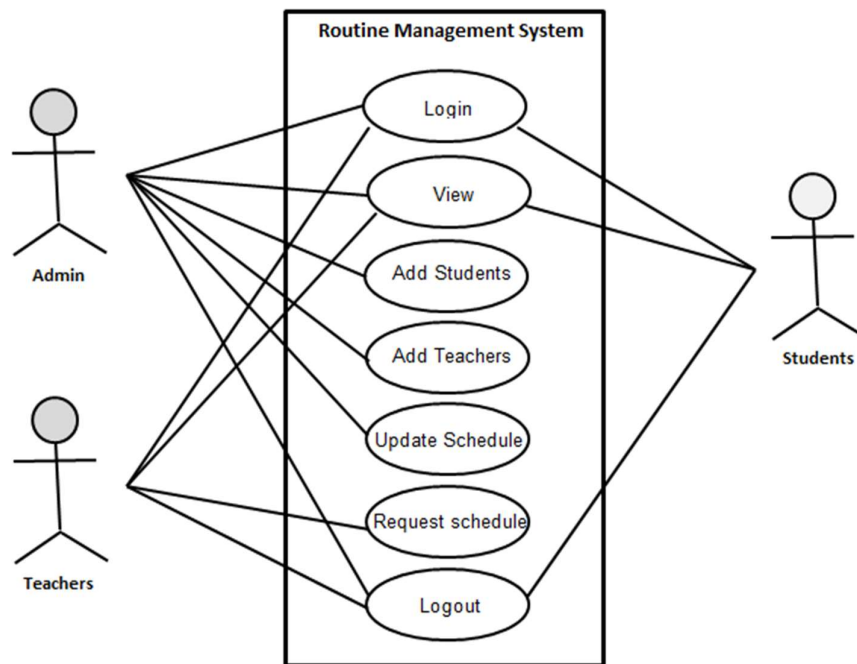 Routine Management System
Login
View
Add Students
Add Teachers
Update Schedule
Request schedule
Logout
Admin
Teachers
Students